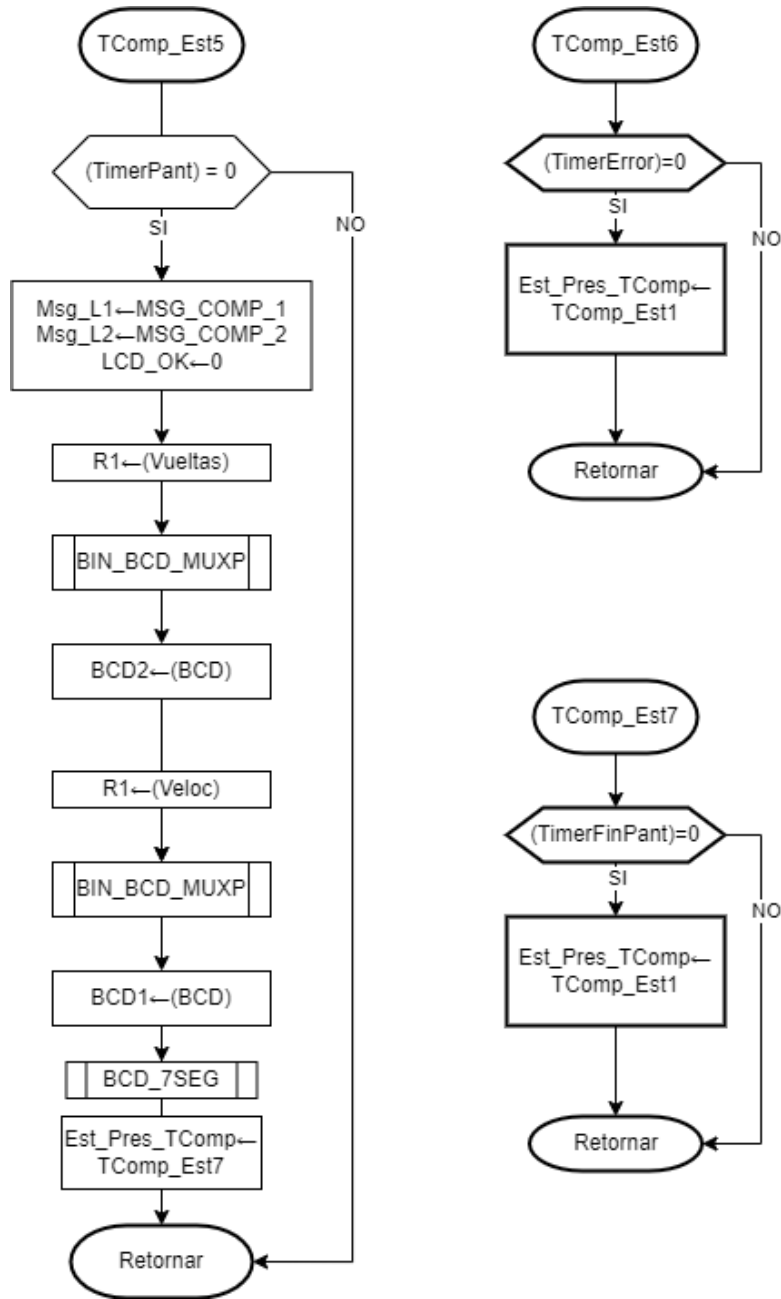 TComp_Est5
(TimerPant) = 0
SI
NO
Msg_L1←MSG_COMP_1
Msg_L2←MSG_COMP_2
LCD_OK←0
R1←(Vueltas)
BIN_BCD_MUXP
BCD2←(BCD)
R1←(Veloc)
BIN_BCD_MUXP
BCD1←(BCD)
BCD_7SEG
Est_Pres_TComp←
TComp_Est7
Retornar
TComp_Est6
(TimerError)=0
SI
NO
Est_Pres_TComp←
TComp_Est1
Retornar
TComp_Est7
(TimerFinPant)=0
SI
NO
Est_Pres_TComp←
TComp_Est1
Retornar